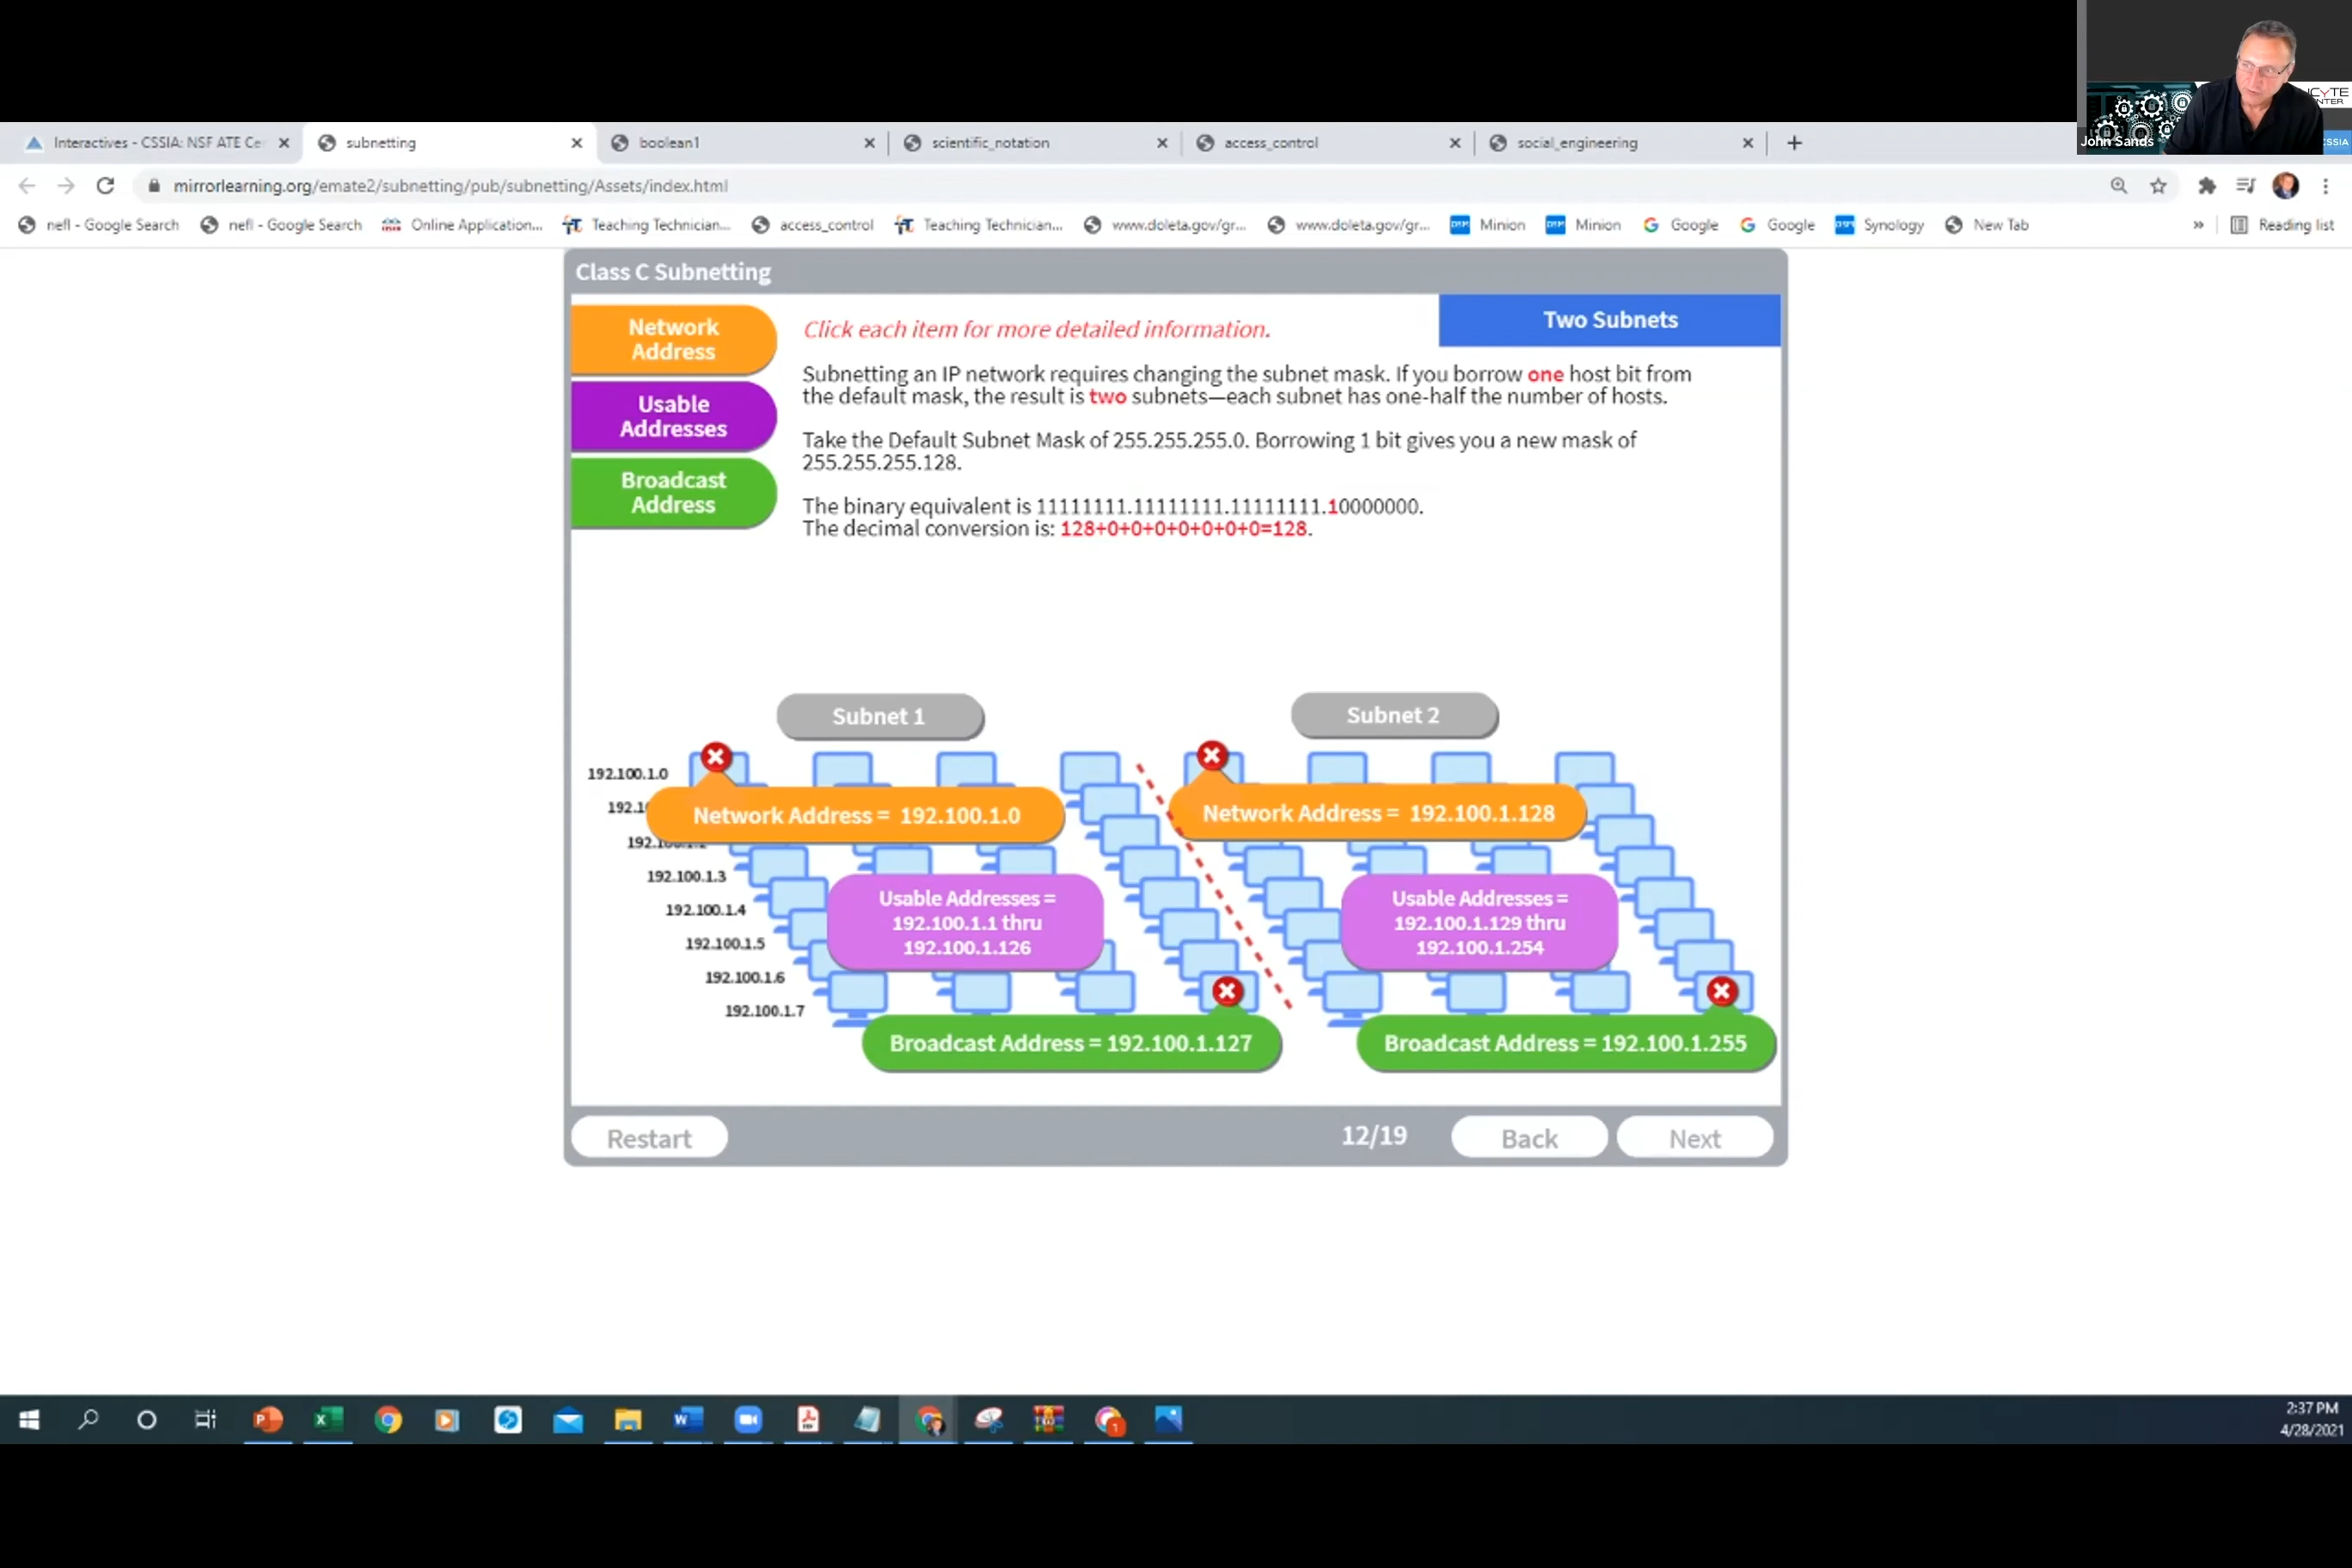 John Sands
Interactives - CSSIA: NSF ATE Ce
subnetting
boolean1
scientific_notation
access_control
social_engineering
mirrorlearning.org/emate2/subnetting/pub/subnetting/Assets/index.html
nefl - Google Search
nefl - Google Search
Online Application...
Teaching Technician...
access_control
Teaching Technician...
www.doleta.gov/gr...
www.doleta.gov/gr...
Minion
Minion
Google
Google
Synology
New Tab
»
Reading list
Class C Subnetting
Network
Address
Usable
Addresses
Broadcast
Address
Two Subnets
Click each item for more detailed information.
Subnetting an IP network requires changing the subnet mask. If you borrow one host bit from
the default mask, the result is two subnets—each subnet has one-half the number of hosts.
Take the Default Subnet Mask of 255.255.255.0. Borrowing 1 bit gives you a new mask of
255.255.255.128.
The binary equivalent is 11111111.11111111.11111111.10000000.
The decimal conversion is: 128+0+0+0+0+0+0+0=128.
Subnet 1
Subnet 2
192.100.1.0
Network Address = 192.100.1.0
Network Address = 192.100.1.128
192.100.1.3
192.100.1.4
192.100.1.5
192.100.1.6
192.100.1.7
Usable Addresses =
192.100.1.1 thru
192.100.1.126
Usable Addresses =
192.100.1.129 thru
192.100.1.254
Broadcast Address = 192.100.1.127
Broadcast Address = 192.100.1.255
Restart
12/19
Back
Next
2:37 PM
4/28/2021